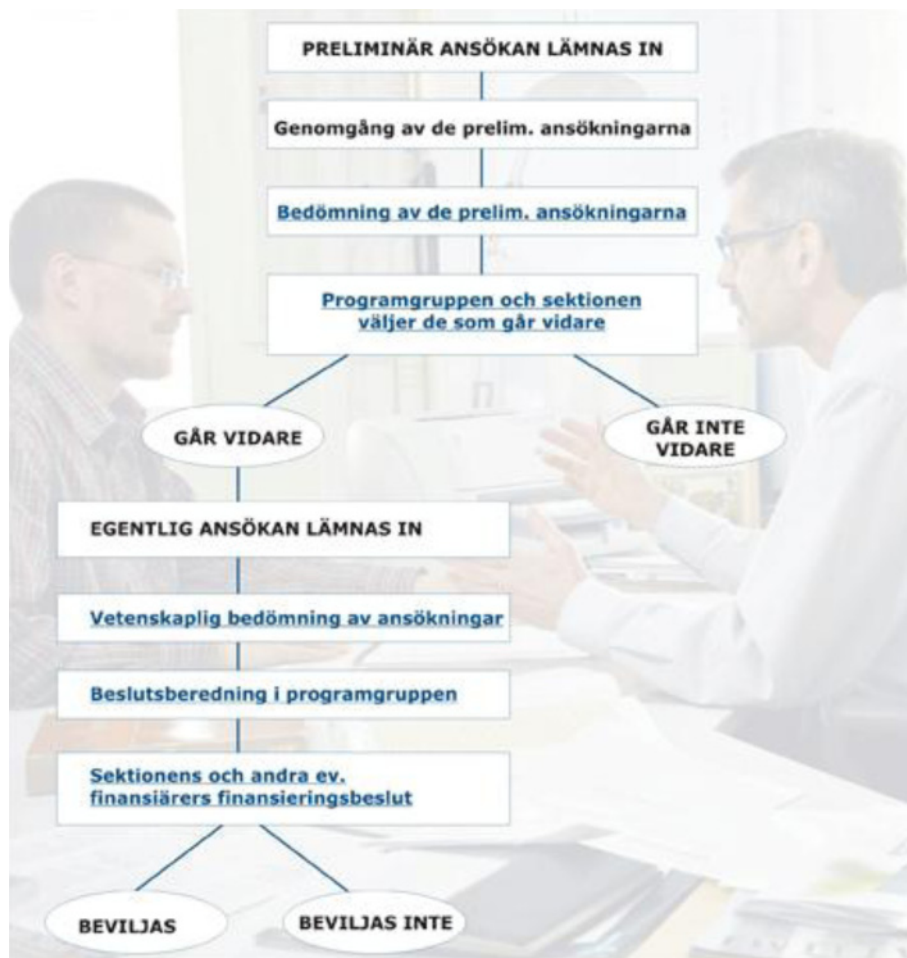 PRELIMINÄR ANSÖKAN LÄMNAS IN
Genomgång av de prelim. ansökningarna
Bedömning av de prelim. ansökningarna
Programgruppen och sektionen
väljer de som går vidare
GÅR VIDARE
GÅR INTE
VIDARE
EGENTLIG ANSÖKAN LÄMNAS IN
Vetenskaplig bedömning av ansökningar
Beslutsberedning i programgruppen
Sektionens och andra ev.
finansiärers finansieringsbeslut
BEVILJAS
BEVILJAS INTE